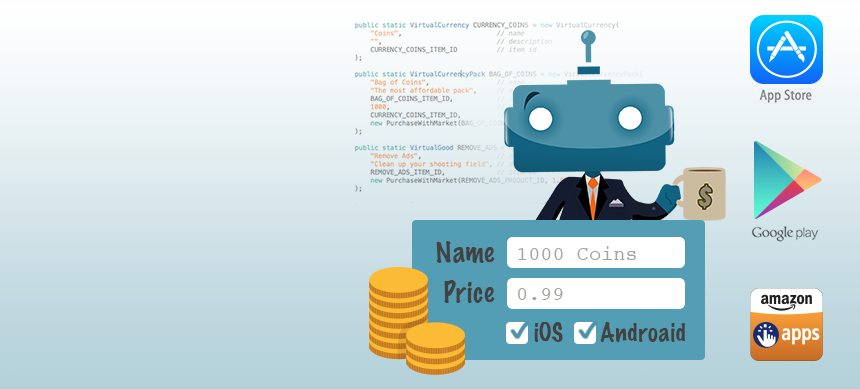 public static VirtualCurrency CURRENCY_COINS = new VirtualCurrency(
"Coins", // name
"", // description
CURRENCY_COINS_ITEM_ID // item id
);
public static VirtualCurrencyPack BAG_OF_COINS = new VirtualCurrencyPack(
"Bag of Coins", // name
"The most affordable pack",
BAG_OF_COINS_ITEM_ID,
1000,
CURRENCY_COINS_ITEM_ID,
new PurchaseWithMarket(BAG_OF
);
public static VirtualGood REMOVE_ADS =
"Remove Ads", // name
"Clean up your shooting field",
REMOVE_ADS_ITEM_ID,
new PurchaseWithMarket(REMOVE_ADS_PRODUCT_ID,
);
$
Name 1000 Coins
Price 0.99
iOS Androaid
App Store
Google play
amazon
apps